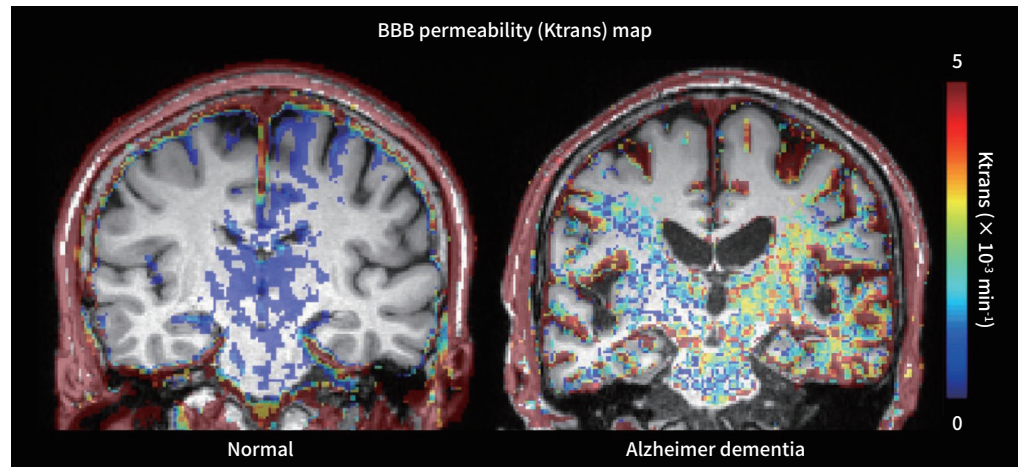 BBB permeability (Ktrans) map
5
Ktrans (×10⁻³ min⁻¹)
0
Normal
Alzheimer dementia